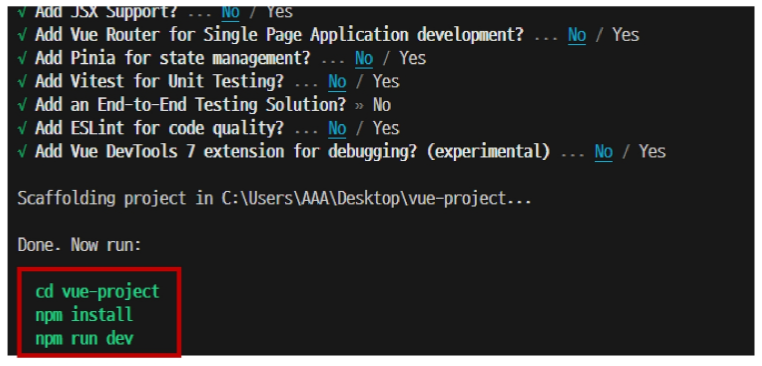 √ Add JSX Support? ... No / Yes
√ Add Vue Router for Single Page Application development? ... No / Yes
√ Add Pinia for state management? ... No / Yes
√ Add Vitest for Unit Testing? ... No / Yes
√ Add an End-to-End Testing Solution? » No
√ Add ESLint for code quality? ... No / Yes
√ Add Vue DevTools 7 extension for debugging? (experimental) ... No / Yes
Scaffolding project in C:\Users\AAA\Desktop\vue-project...
Done. Now run:
cd vue-project
npm install
npm run dev